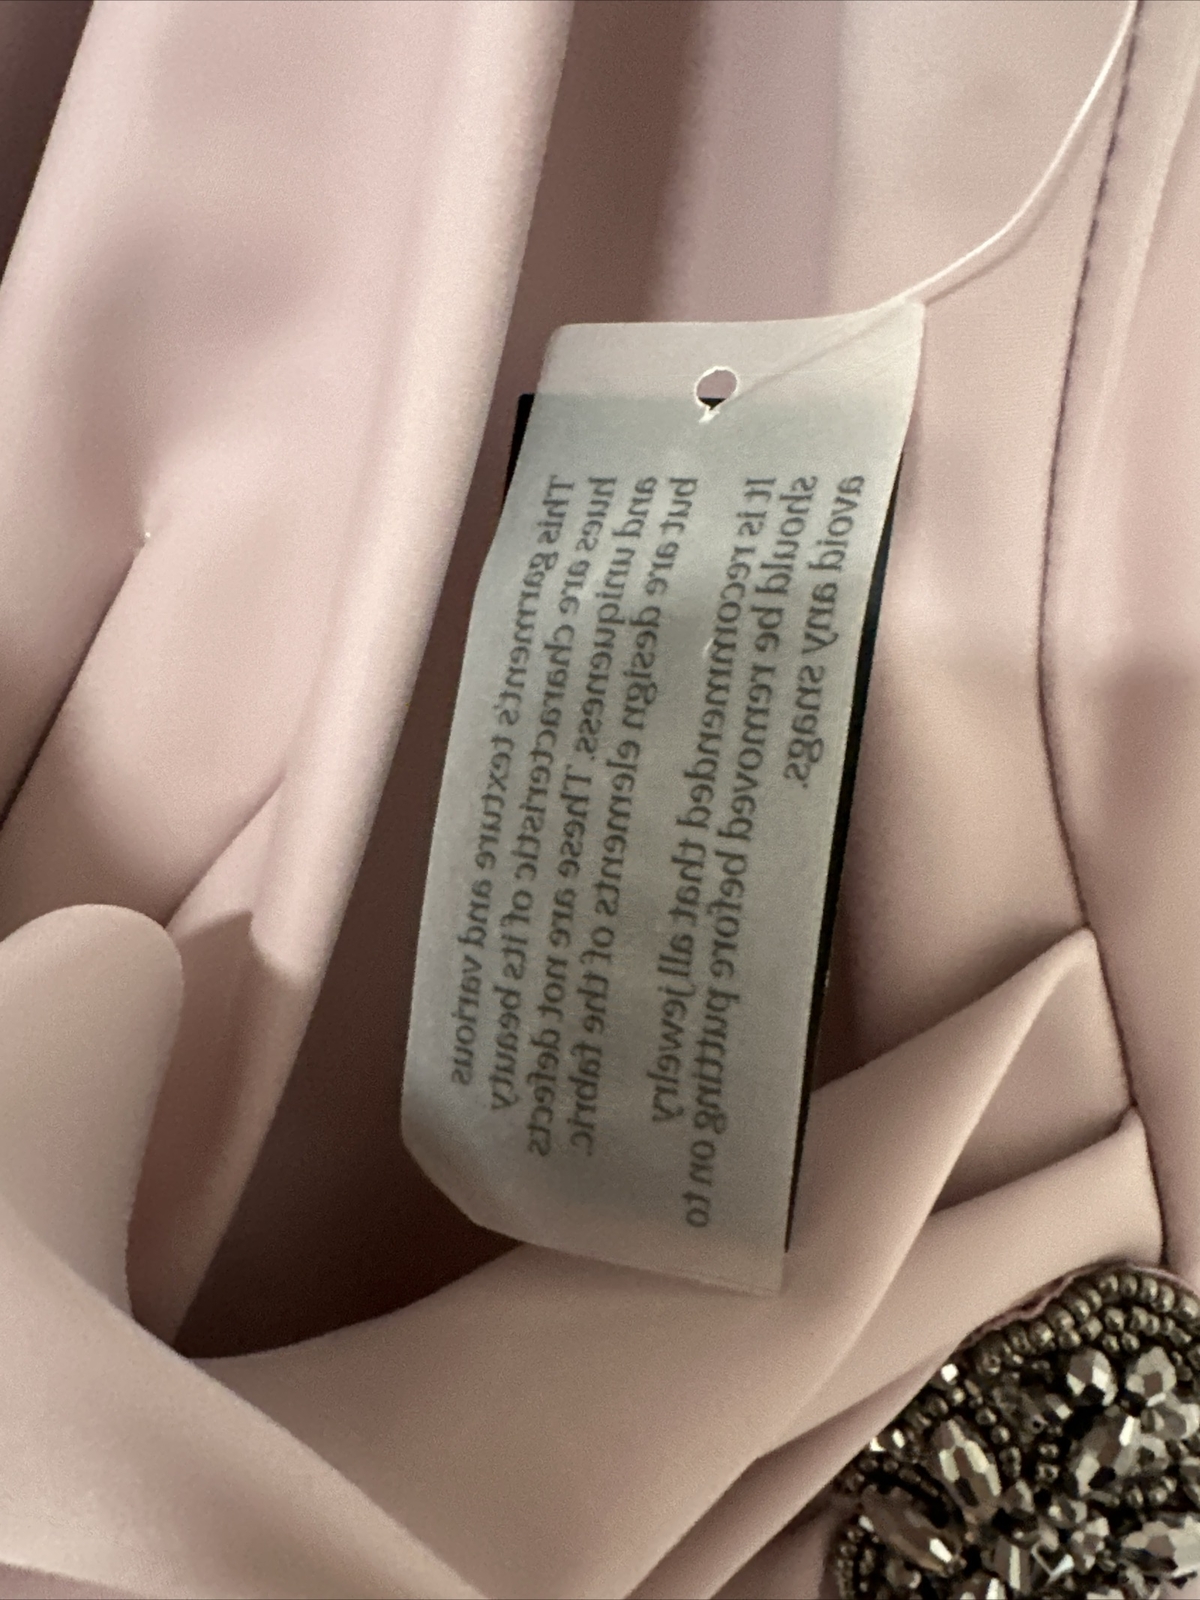 This garment's texture and various
hues are characteristic of its beauty
and uniqueness. These are not defects
but are design elements of the fabric.
It is recommended that all jewelry
should be removed before putting on to
avoid any snags.